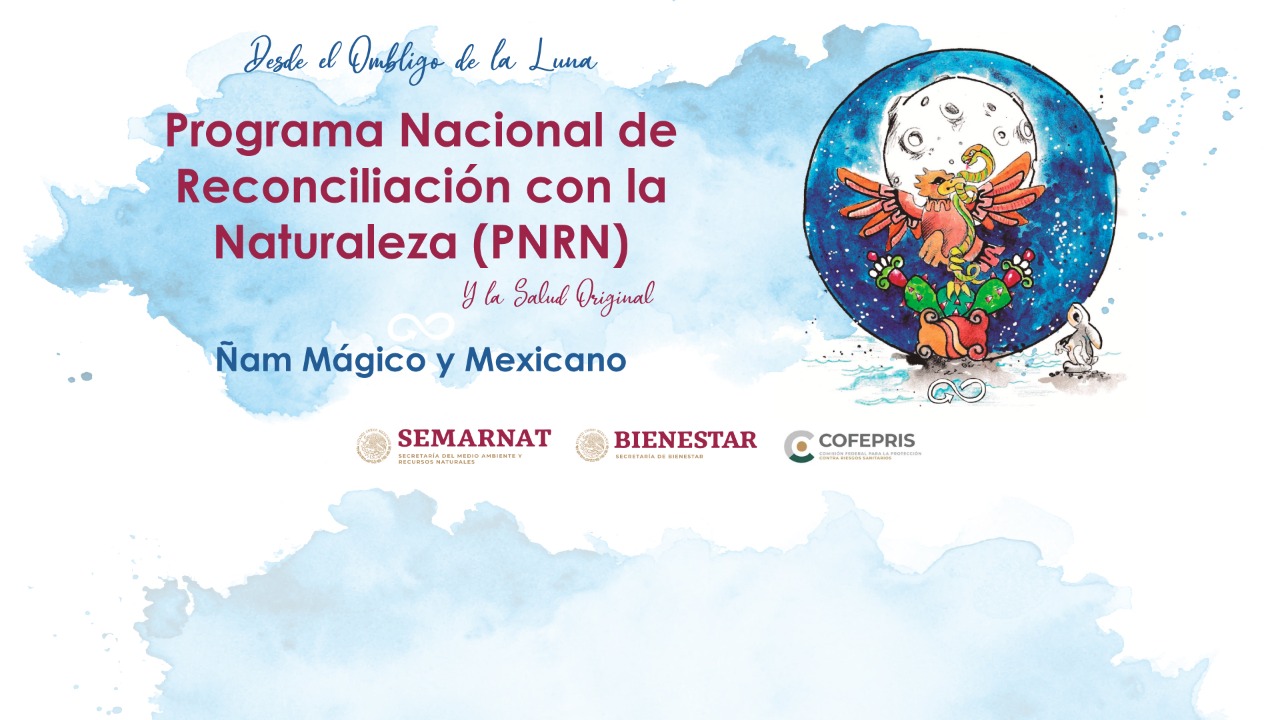 Desde el Ombligo de la Luna
Programa Nacional de
Reconciliación con la
Naturaleza (PNRN)
Y la Salud Original
Ñam Mágico y Mexicano
SEMARNAT
SECRETARÍA DEL MEDIO AMBIENTE Y
RECURSOS NATURALES
BIENESTAR
SECRETARÍA DE BIENESTAR
COFEPRIS
COMISIÓN FEDERAL PARA LA PROTECCIÓN
CONTRA RIESGOS SANITARIOS